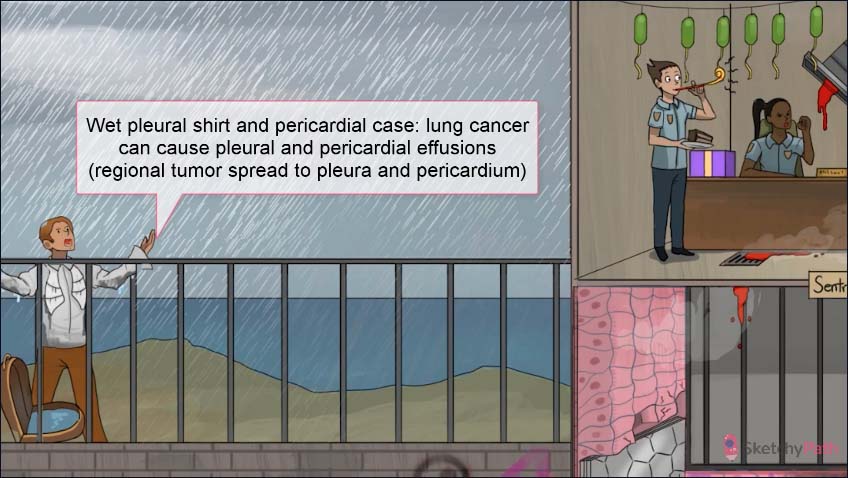 Wet pleural shirt and pericardial case: lung cancer
can cause pleural and pericardial effusions
(regional tumor spread to pleura and pericardium)
Sentr
SketchyPath